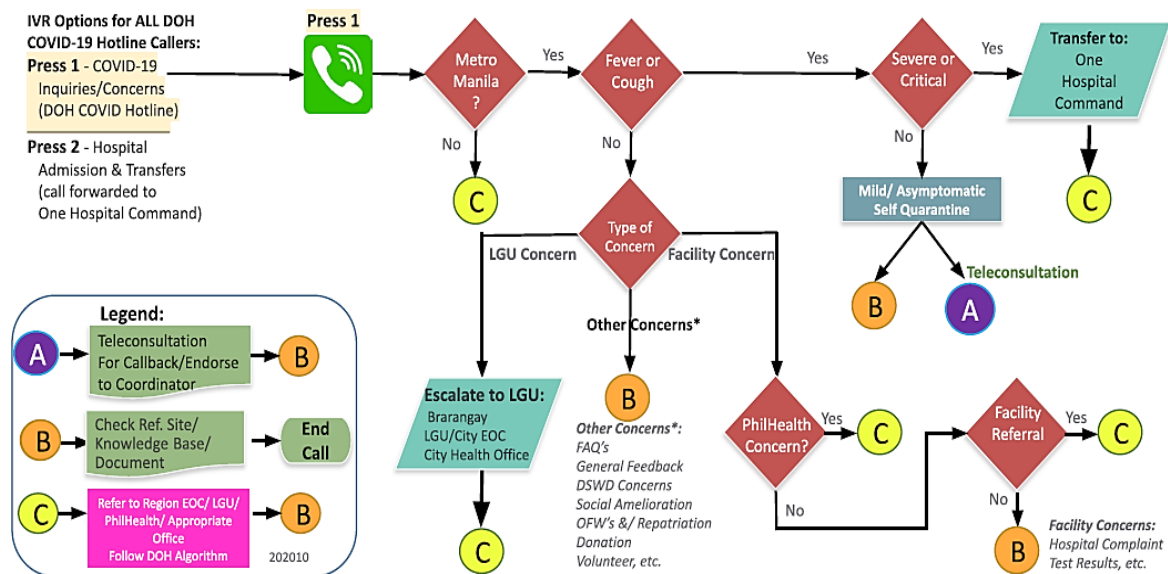 IVR Options for ALL DOH
COVID-19 Hotline Callers:
Press 1 - COVID-19
Inquiries/Concerns
(DOH COVID Hotline)
Press 2 - Hospital
Admission & Transfers
(call forwarded to
One Hospital Command)
Press 1
Metro
Manila
?
Yes
No
C
Fever or
Cough
Yes
No
Severe or
Critical
Yes
No
Transfer to:
One
Hospital
Command
C
Mild/ Asymptomatic
Self Quarantine
B
Teleconsultation
A
Type of
Concern
LGU Concern
Facility Concern
Other Concerns*
Escalate to LGU:
Brarangay
LGU/City EOC
City Health Office
C
B
Other Concerns*:
FAQ's
General Feedback
DSWD Concerns
Social Amelioration
OFW's &/ Repatriation
Donation
Volunteer, etc.
PhilHealth
Concern?
Yes
C
No
Facility
Referral
Yes
C
No
B
Facility Concerns:
Hospital Complaint
Test Results, etc.
Legend:
A
Teleconsultation
For Callback/Endorse
to Coordinator
B
B
Check Ref. Site/
Knowledge Base/
Document
End
Call
C
Refer to Region EOC/ LGU/
PhilHealth/ Appropriate
Office
Follow DOH Algorithm
B
202010